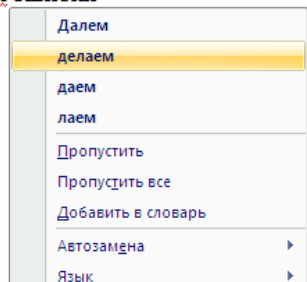 Далем
делаем
даем
лаем
Пропустить
Пропустить все
Добавить в словарь
Автозамена
Язык